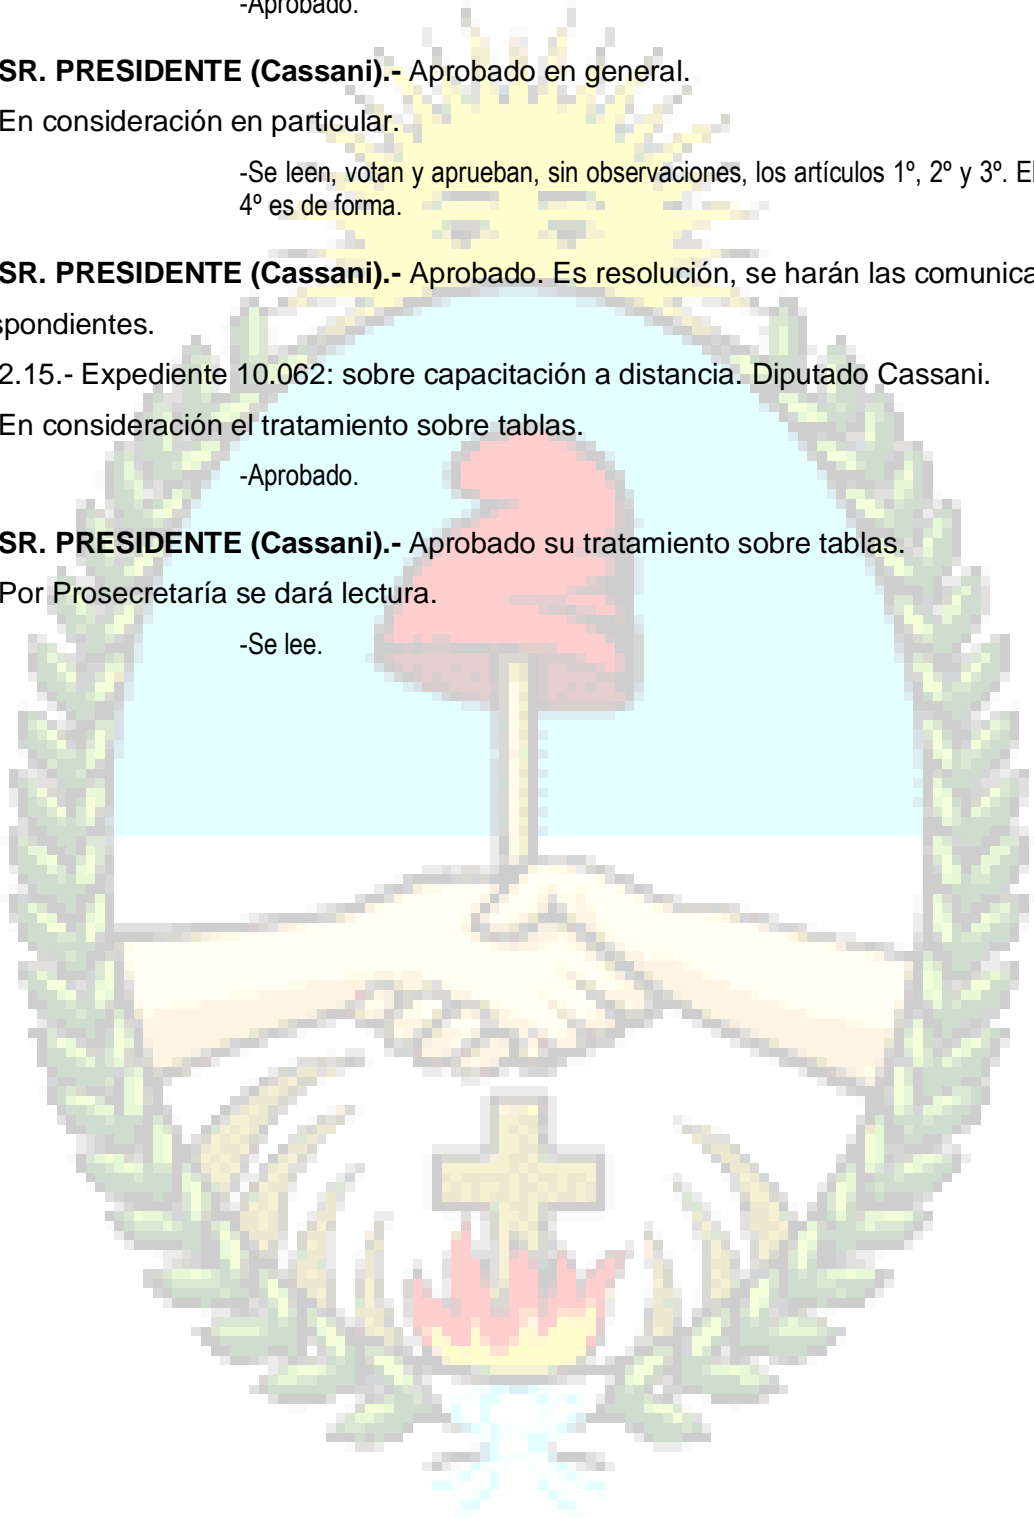 -Aprobado.
SR. PRESIDENTE (Cassani).- Aprobado en general.
En consideración en particular.
-Se leen, votan y aprueban, sin observaciones, los artículos 1º, 2º y 3º. El
4º es de forma.
SR. PRESIDENTE (Cassani).- Aprobado. Es resolución, se harán las comunica
spondientes.
2.15.- Expediente 10.062: sobre capacitación a distancia. Diputado Cassani.
En consideración el tratamiento sobre tablas.
-Aprobado.
SR. PRESIDENTE (Cassani).- Aprobado su tratamiento sobre tablas.
Por Prosecretaría se dará lectura.
-Se lee.